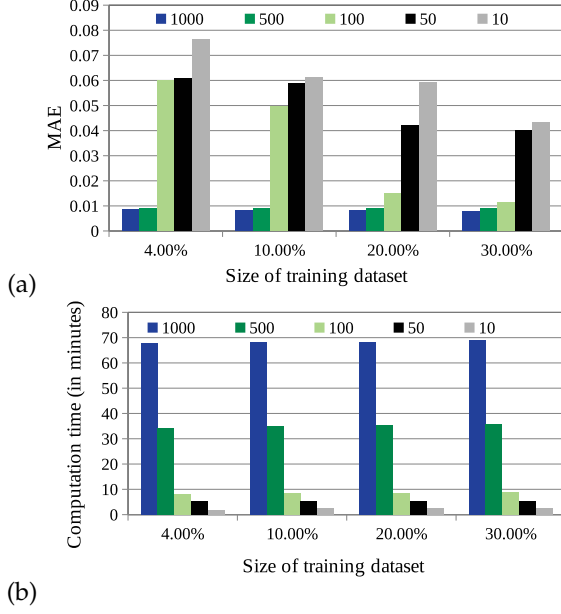 0.09
1000 500 100 50 10
0.08
0.07
0.06
0.05
0.04
0.03
0.02
0.01
0
MAE
4.00% 10.00% 20.00% 30.00%
Size of training dataset
(a)
80
1000 500 100 50 10
70
60
50
40
30
20
10
0
Computation time (in minutes)
4.00% 10.00% 20.00% 30.00%
Size of training dataset
(b)